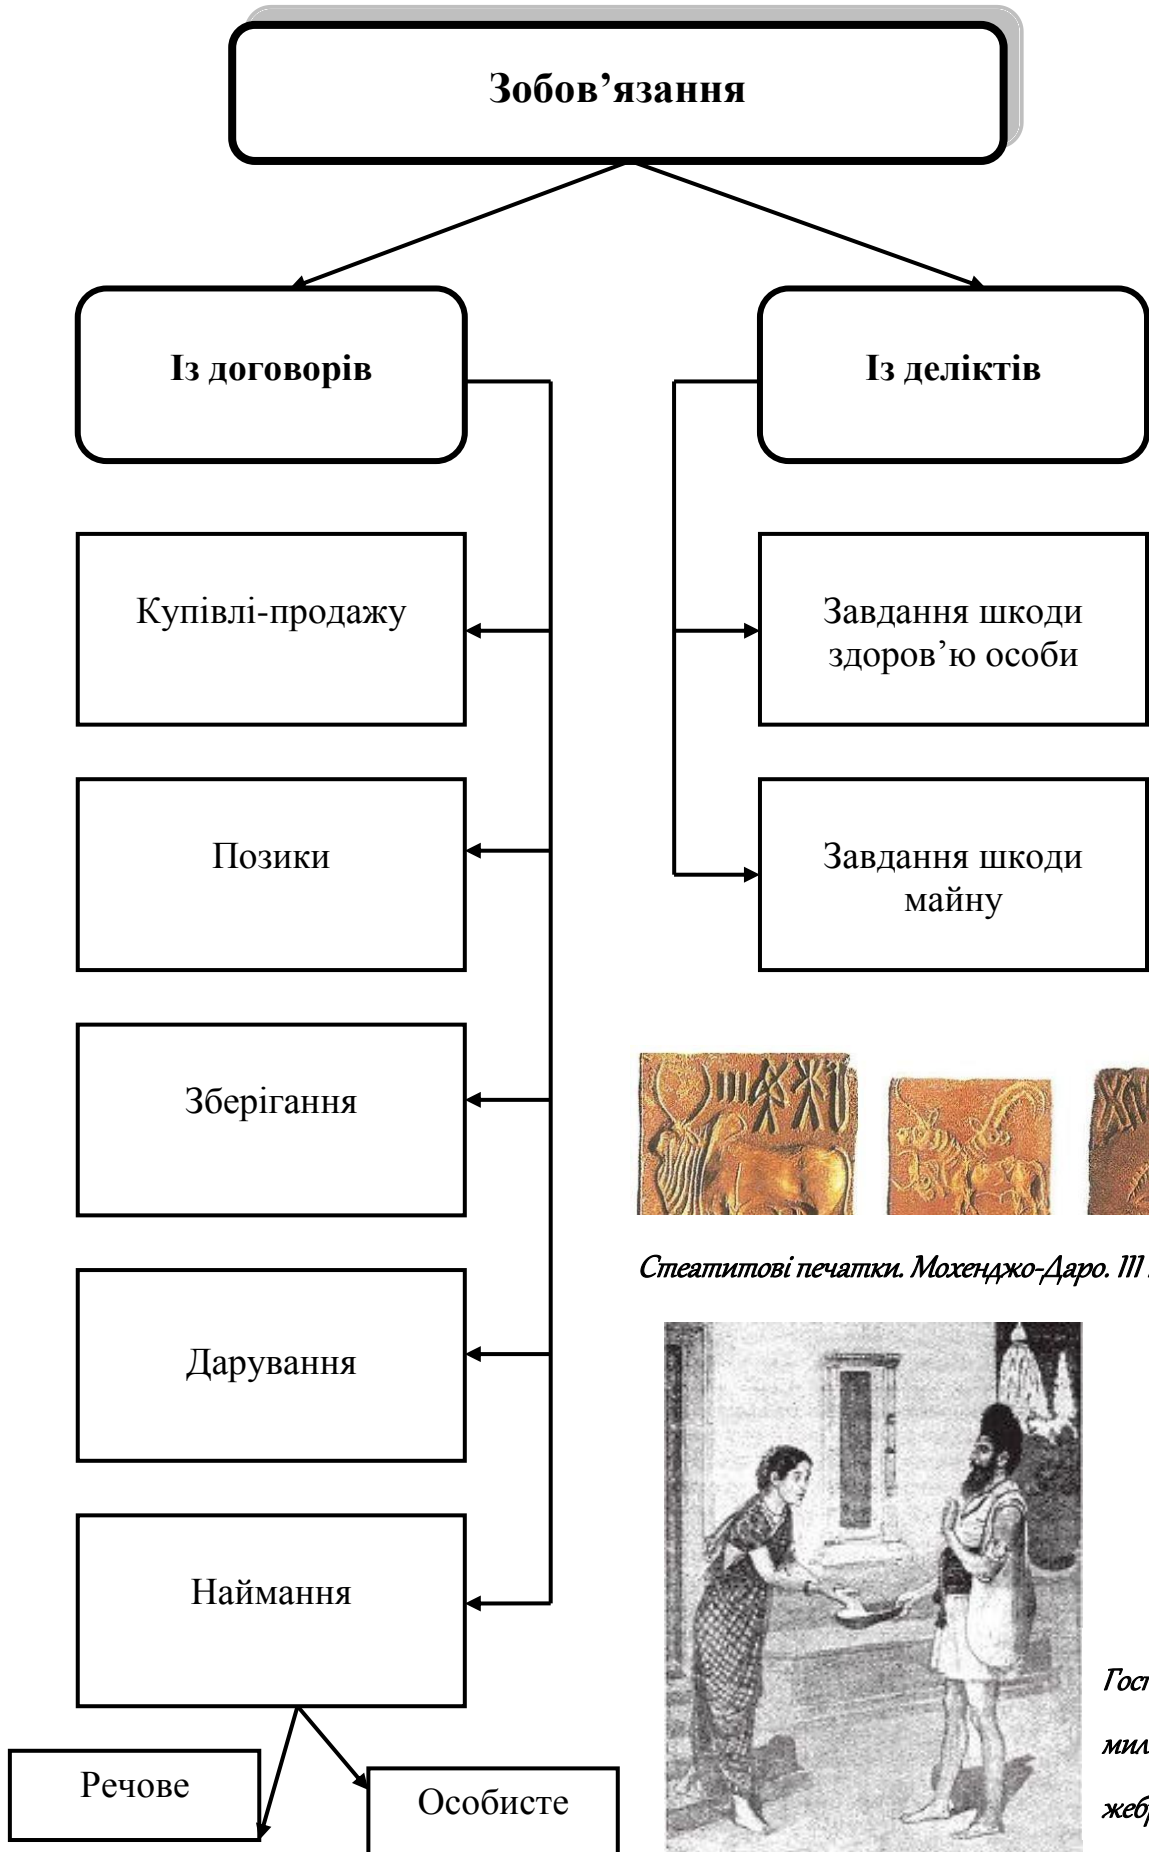 Зобов’язання
Із договорів
Із деліктів
Купівлі-продажу
Завдання шкоди
здоров’ю особи
Позики
Завдання шкоди
майну
Зберігання
Стеатитові печатки. Мохенджо-Даро. III
Дарування
Наймання
Речове
Особисте